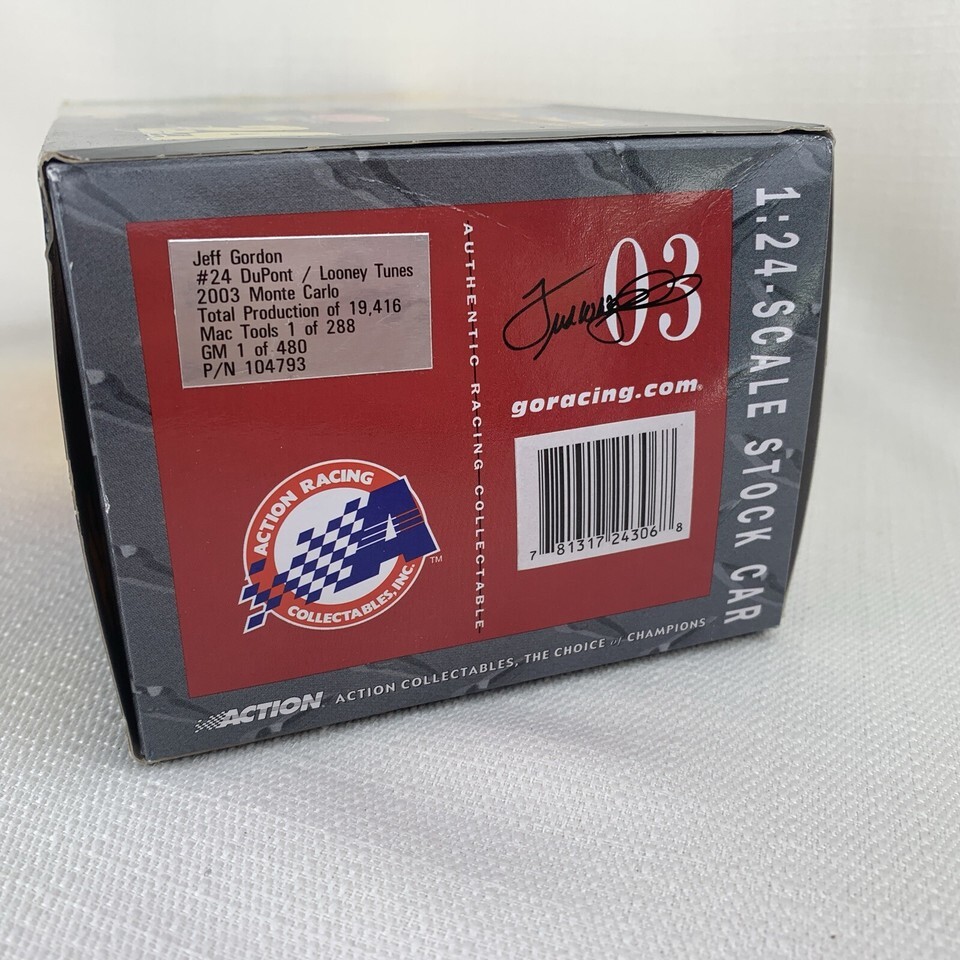 Jeff Gordon
#24 DuPont / Looney Tunes
2003 Monte Carlo
Total Production of 19,416
Mac Tools 1 of 288
GM 1 of 480
P/N 104793
AUTHENTIC RACING COLLECTABLE
03
goracing.com
7 81317 24306 8
ACTION RACING
COLLECTABLES, INC.
TM
1:24-SCALE STOCK CAR
ACTION ACTION COLLECTABLES, THE CHOICE of CHAMPIONS